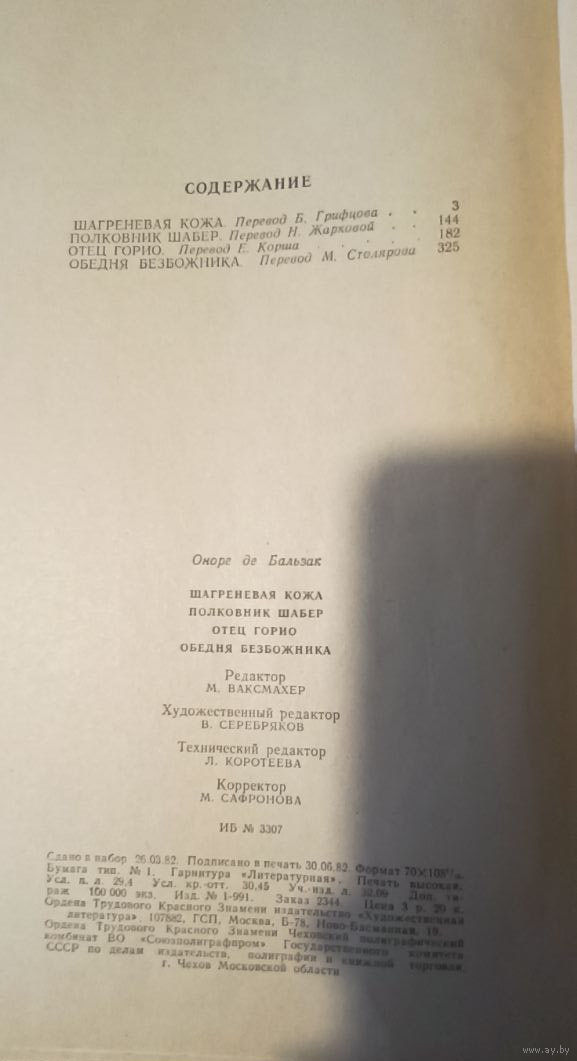 СОДЕРЖАНИЕ
ШАГРЕНЕВАЯ КОЖА. Перевод Б. Грифцова . . 3
ПОЛКОВНИК ШАБЕР. Перевод Н. Жарковой . . 144
ОТЕЦ ГОРИО. Перевод Е. Корша . . . . . 182
ОБЕДНЯ БЕЗБОЖНИКА. Перевод М. Столярова 325
Оноре де Бальзак
ШАГРЕНЕВАЯ КОЖА
ПОЛКОВНИК ШАБЕР
ОТЕЦ ГОРИО
ОБЕДНЯ БЕЗБОЖНИКА
Редактор
М. ВАКСМАХЕР
Художественный редактор
В. СЕРЕБРЯКОВ
Технический редактор
Л. КОРОТЕЕВА
Корректор
М. САФРОНОВА
ИБ № 3307
Сдано в набор 26.03.82. Подписано в печать 30.06.82. Формат 70×108¹/₁₆.
Бумага тип. № 1. Гарнитура «Литературная». Печать высокая.
Усл. п. л. 29,4 Усл. кр.-отт. 30,45 Уч.-изд. л. 32,09 Доп. ти-
раж 100 000 экз. Изд. № 1-991. Заказ 2344. Цена 3 р. 20 к.
Ордена Трудового Красного Знамени издательство «Художественная
литература». 107882, ГСП, Москва, Б-78, Ново-Басманная, 19.
Ордена Трудового Красного Знамени Чеховский полиграфический
комбинат ВО «Союзполиграфпром» Государственного комитета
СССР по делам издательств, полиграфии и книжной торговли.
г. Чехов Московской области
www.ay.by